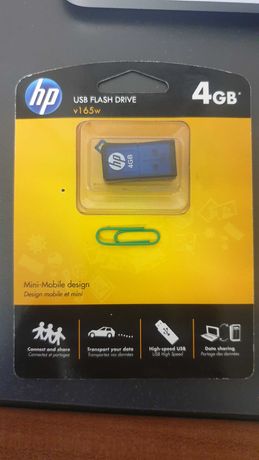 hp
USB FLASH DRIVE
v165w
4GB*
hp
4GB
Mini-Mobile design
Design mobile et mini
Connect and share
Connectez et partagez
Transport your data
Transportez vos données
High-speed USB
USB High Speed
Data sharing
Partage des données